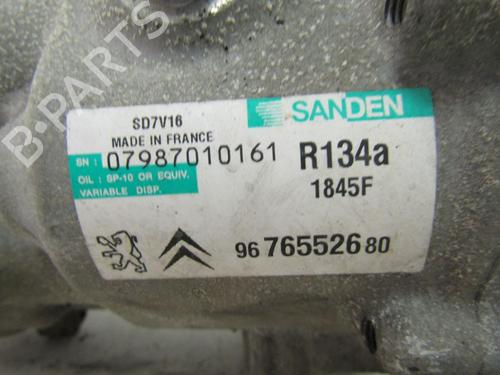 B-PARTS
SD7V16
MADE IN FRANCE
SANDEN
SN : 07987010161
R134a
OIL : SP-10 OR EQUIV.
VARIABLE DISP.
1845F
96 765526 80